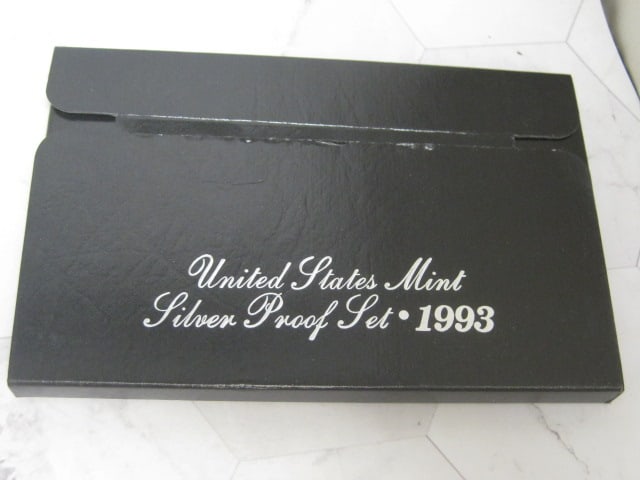 United States Mint
Silver Proof Set • 1993